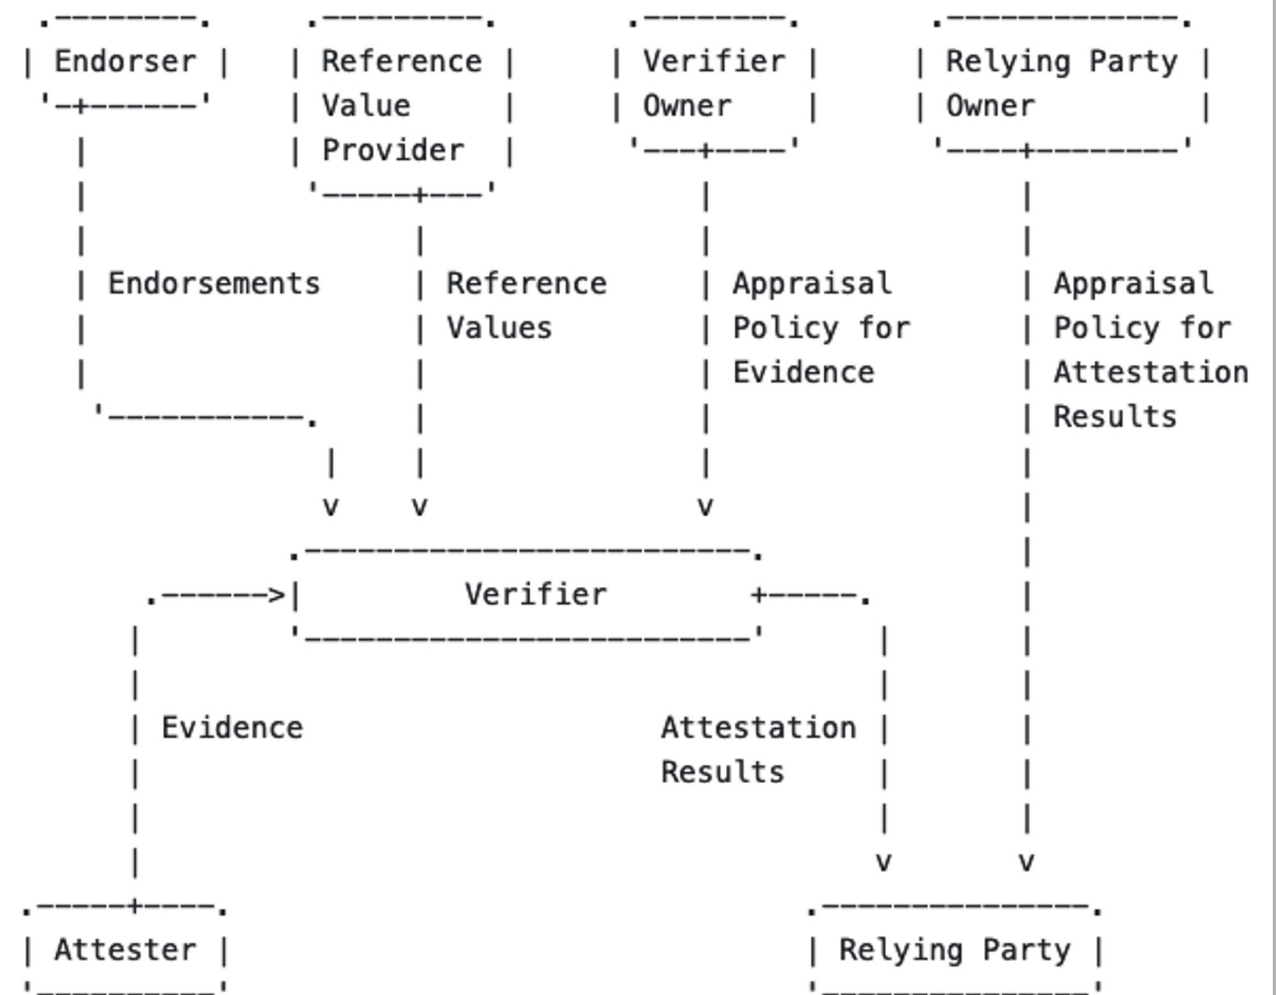 .--------.     .---------.       .--------.       .-------------.
| Endorser |   | Reference |     | Verifier |     | Relying Party |
'-+------'     | Value     |     | Owner    |     | Owner         |
  |            | Provider  |     '---+----'       '----+--------'
  |            '-----+---'           |                 |
  |                  |               |                 |
  | Endorsements     | Reference     | Appraisal       | Appraisal
  |                  | Values        | Policy for      | Policy for
  |                  |               | Evidence        | Attestation
  '-----------.      |               |                 | Results
              |      |               |                 |
              v      v               v                 |
            .-------------------------.                |
    .------>|         Verifier        +-----.          |
    |       '-------------------------'     |          |
    |                                       |          |
    | Evidence                  Attestation |          |
    |                           Results     |          |
    |                                       |          |
    |                                       v          v
.-----+----.                              .---------------.
| Attester |                              | Relying Party |
'----------'                              '---------------'